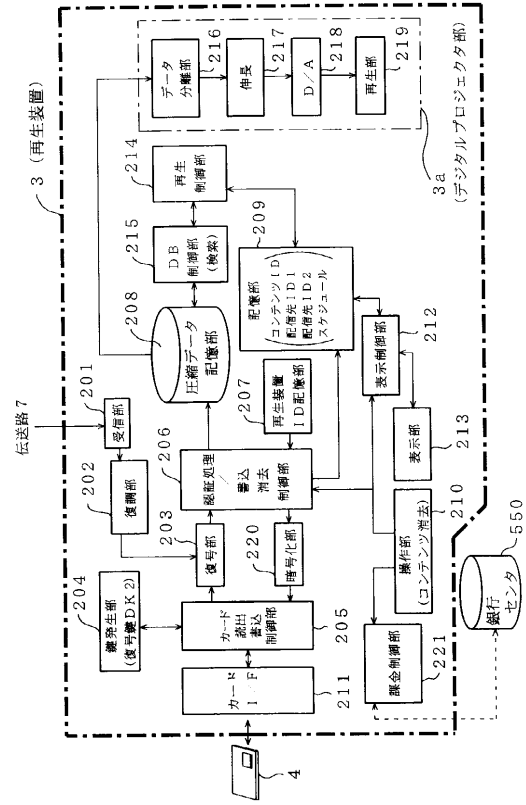 3 (再生装置)
伝送路7
201
受信部
202
復調部
203
復号部
204
鍵発生部
(復号鍵DK2)
205
カード
読出
書込
制御部
211
カード
I/F
4
206
認証処理/
書込
消去
制御部
220
暗号化部
207
再生装置
ID記憶部
208
圧縮データ
記憶部
215
DB
制御部
(検索)
214
再生
制御部
209
記憶部
コンテンツID
配信先ID1
配信先ID2
スケジュール
データ
分離部
216
伸長
217
D/A
218
再生部
219
3a
(デジタルプロジェクタ部)
212
表示制御部
213
表示部
210
操作部
(コンテンツ消去)
221
課金制御部
550
銀行
センタ